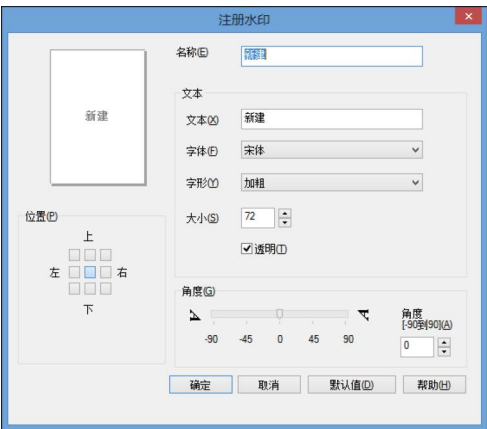 注册水印
×
名称(E)
新建
新建
文本
文本(X)
新建
字体(F)
宋体
字形(Y)
加粗
大小(S)
72
透明(T)
位置(P)
上
左
右
下
角度(G)
-90 -45 0 45 90
角度
[-90到90](A)
0
确定
取消
默认值(D)
帮助(H)